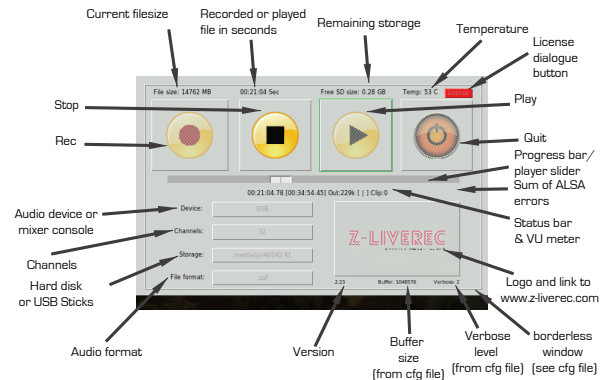 Current filesize
Recorded or played
file in seconds
Remaining storage
Temperature
License
dialogue
button
File size: 14762 MB
00:21:04 Sec
Free SD size: 0.28 GB
Temp: 53 C
License
Stop
Play
Rec
Quit
Progress bar/
player slider
Sum of ALSA
errors
00:21:04.78 [00:34:54.45] Out:229k [ | ] Clip:0
Audio device or
mixer console
Device:
USB
Status bar
& VU meter
Channels:
32
Z-LIVEREC
Channels
Storage:
/media/pi/AUDIO XL
Hard disk
or USB Sticks
File format:
.caf
Logo and link to
www.z-liverec.com
2.23
Buffer: 1048576
Verbose: 2
Audio format
Version
Buffer
size
(from cfg file)
Verbose
level
(from cfg file)
borderless
window
(see cfg file)